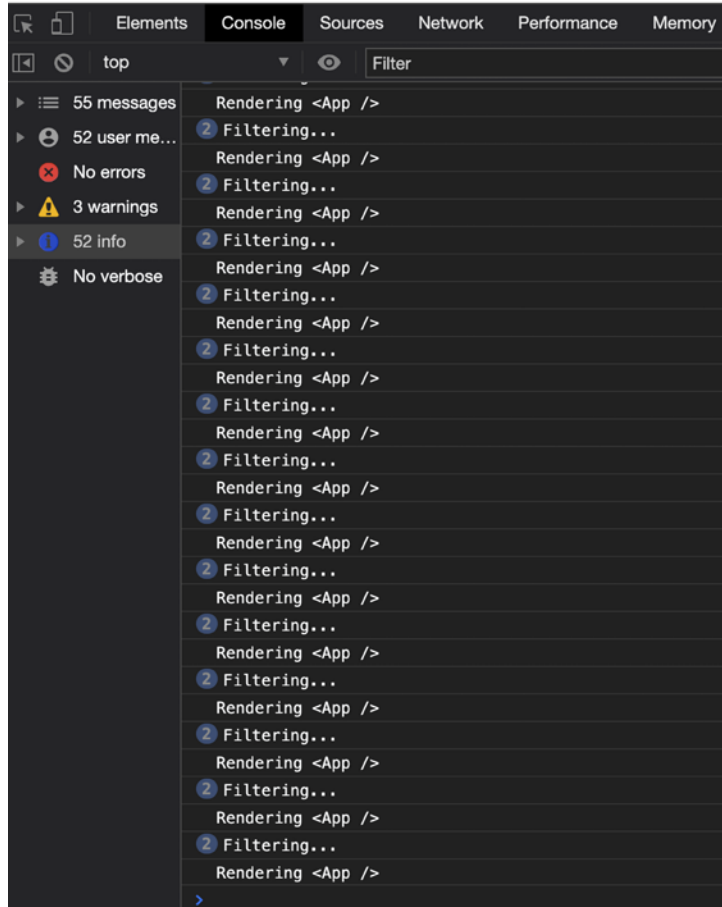 Elements Console Sources Network Performance Memory
top Filter
55 messages
52 user me...
No errors
3 warnings
52 info
No verbose
Rendering <App />
2 Filtering...
Rendering <App />
2 Filtering...
Rendering <App />
2 Filtering...
Rendering <App />
2 Filtering...
Rendering <App />
2 Filtering...
Rendering <App />
2 Filtering...
Rendering <App />
2 Filtering...
Rendering <App />
2 Filtering...
Rendering <App />
2 Filtering...
Rendering <App />
2 Filtering...
Rendering <App />
2 Filtering...
Rendering <App />
2 Filtering...
Rendering <App />
2 Filtering...
Rendering <App />
2 Filtering...
Rendering <App />
>